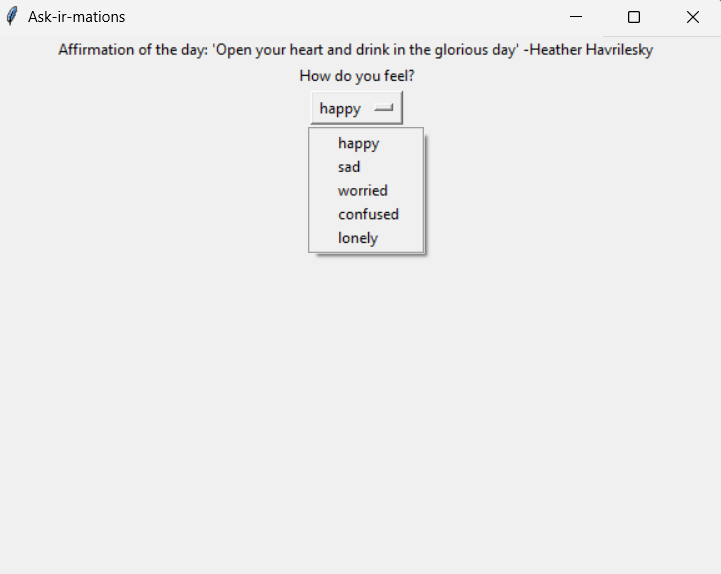 Ask-ir-mations
Affirmation of the day: 'Open your heart and drink in the glorious day' -Heather Havrilesky
How do you feel?
happy
happy
sad
worried
confused
lonely